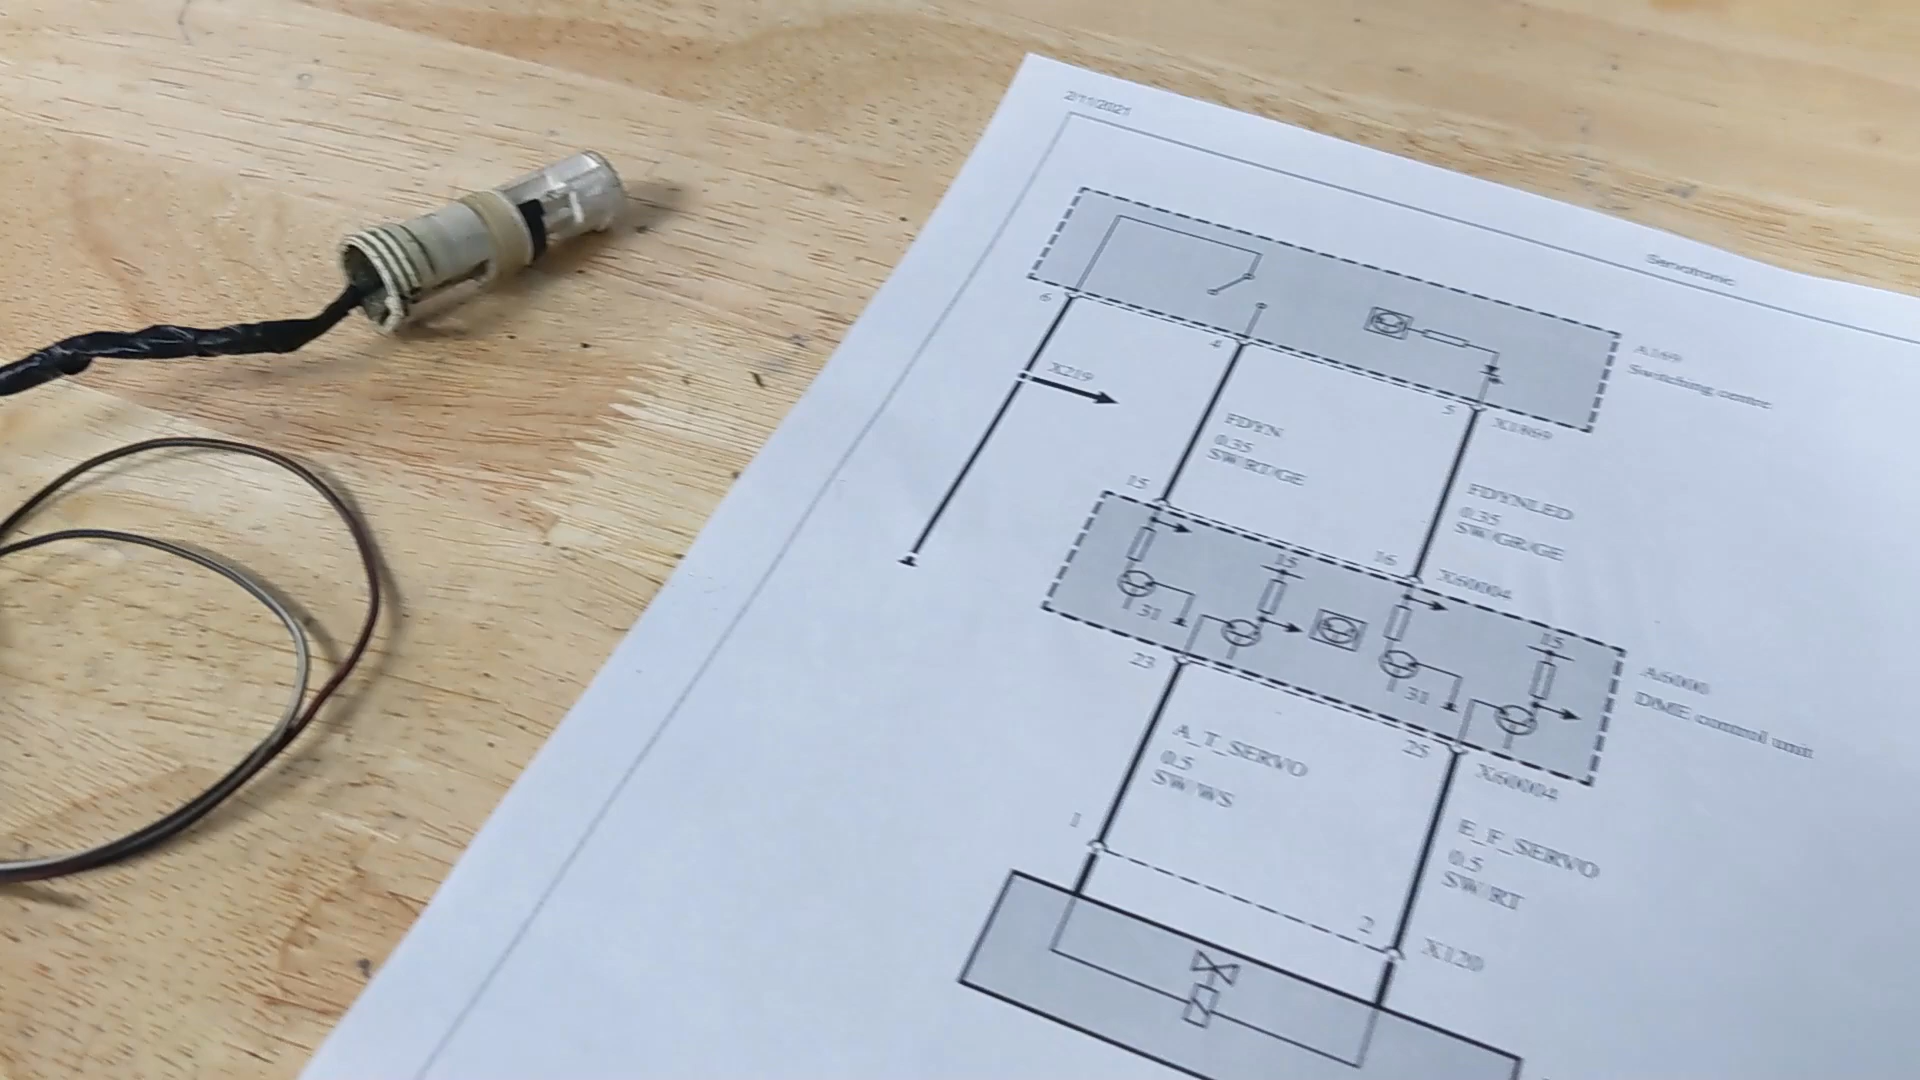 2/11/2021
Servotronic
6
4
5
X1869
A169
Switching centre
X219
FDYN
0.35
SW/RT/GE
FDYNLED
0.35
SW/GR/GE
15
16
X60004
15
15
31
31
A6000
DME control unit
23
25
X60004
A_T_SERVO
0.5
SW/WS
E_F_SERVO
0.5
SW/RT
1
2
X120